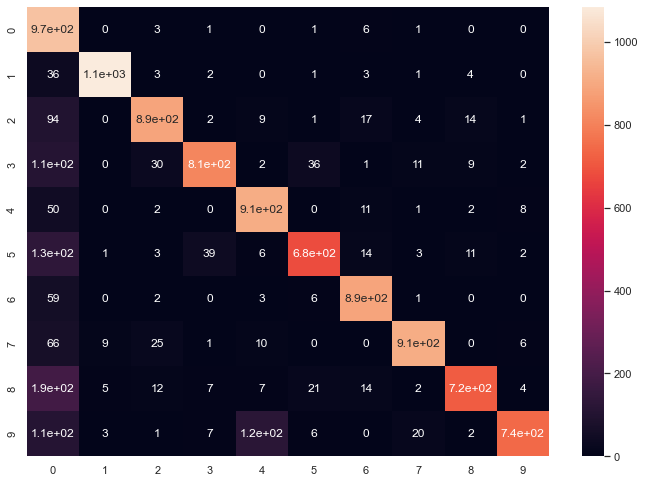 0 9.7e+02 0 3 1 0 1 6 1 0 0
1 36 1.1e+03 3 2 0 1 3 1 4 0
2 94 0 8.9e+02 2 9 1 17 4 14 1
3 1.1e+02 0 30 8.1e+02 2 36 1 11 9 2
4 50 0 2 0 9.1e+02 0 11 1 2 8
5 1.3e+02 1 3 39 6 6.8e+02 14 3 11 2
6 59 0 2 0 3 6 8.9e+02 1 0 0
7 66 9 25 1 10 0 0 9.1e+02 0 6
8 1.9e+02 5 12 7 7 21 14 2 7.2e+02 4
9 1.1e+02 3 1 7 1.2e+02 6 0 20 2 7.4e+02
0 1 2 3 4 5 6 7 8 9
1000
800
600
400
200
0